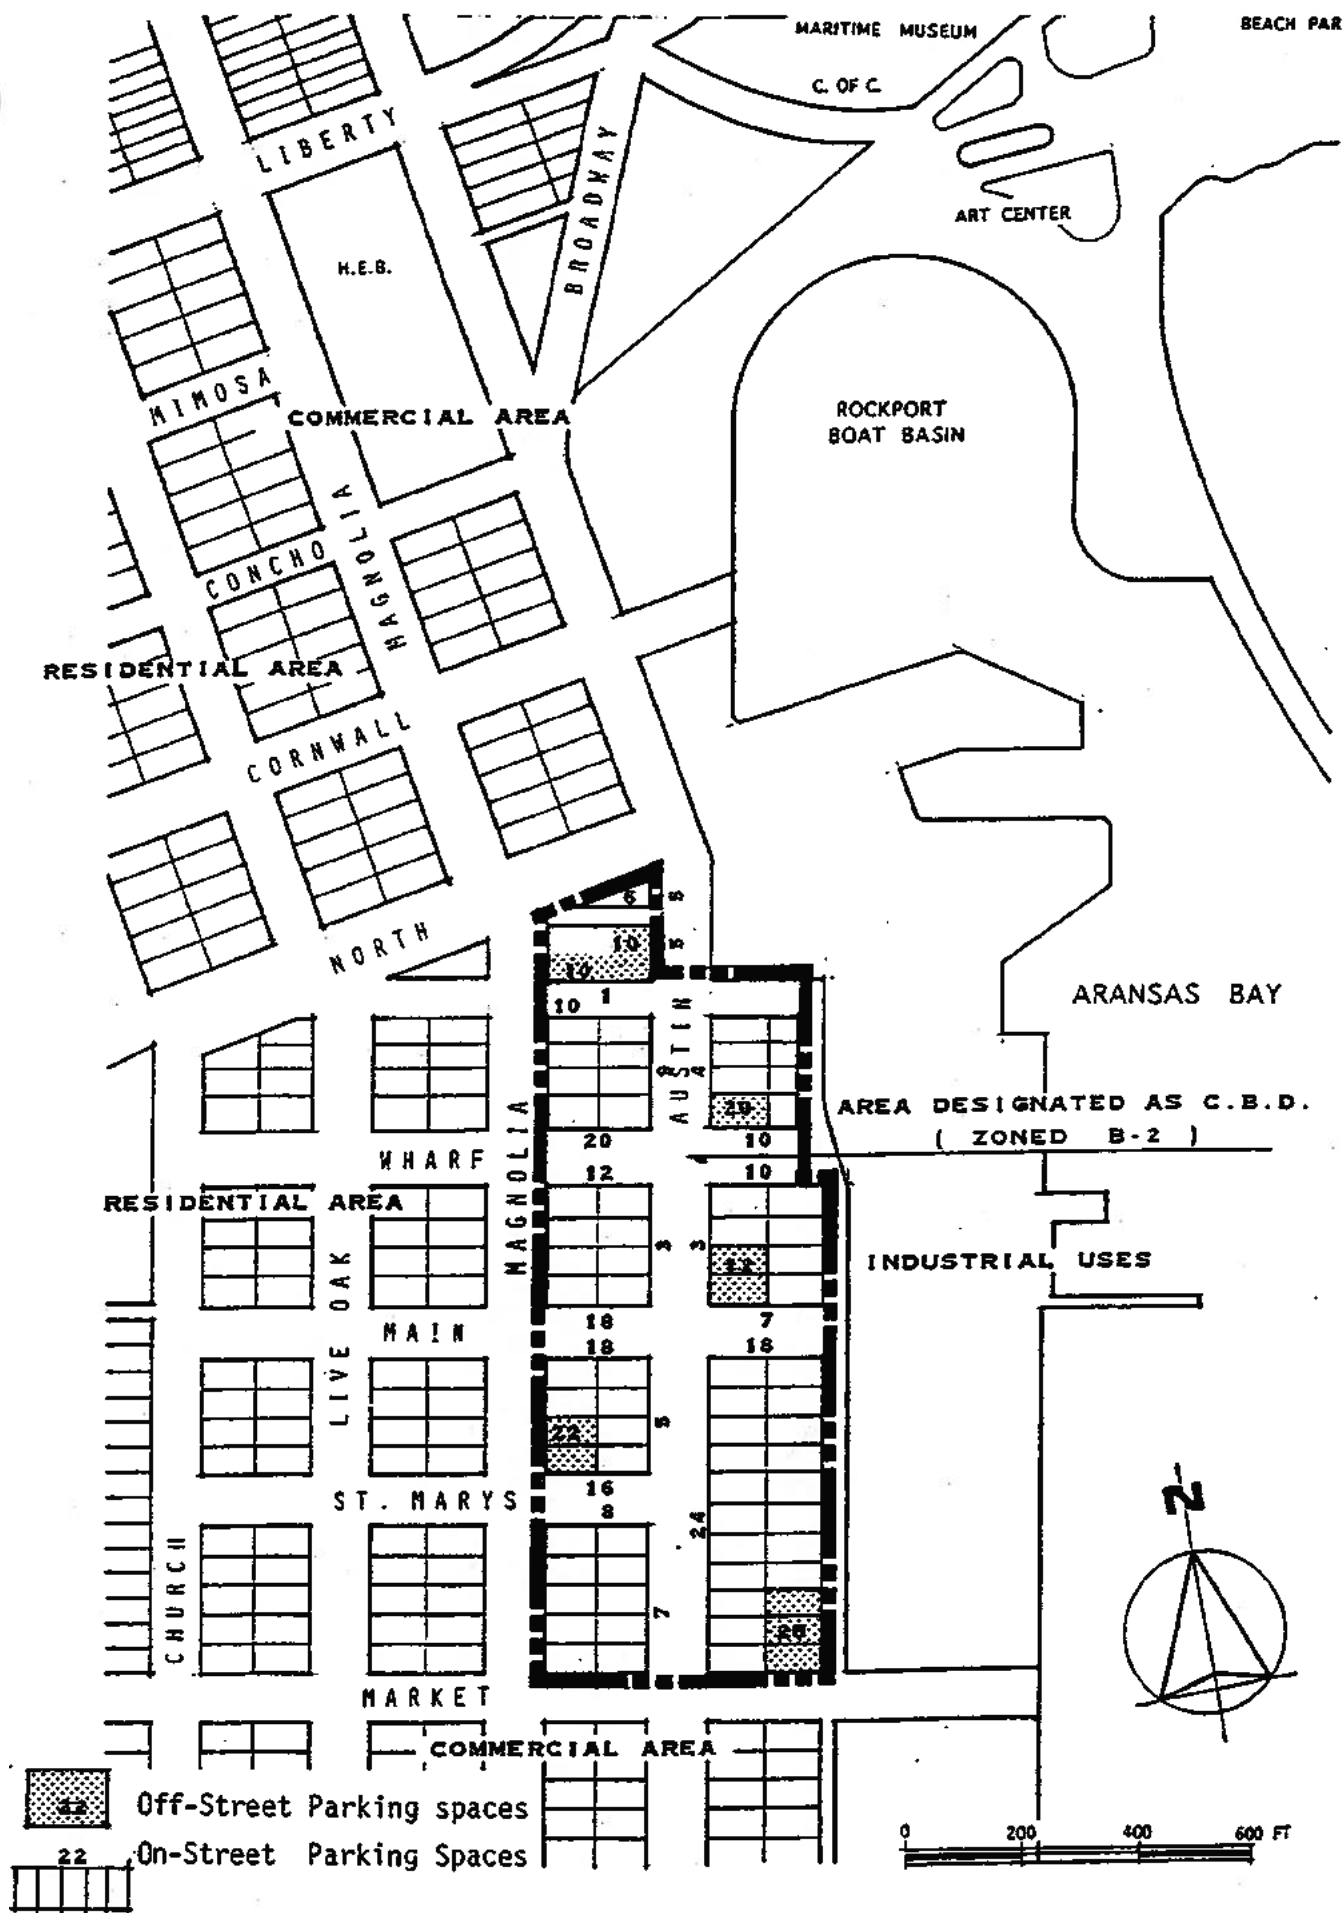 MARITIME MUSEUM
BEACH PAR
C. OF C.
LIBERTY
BROADWAY
ART CENTER
H.E.B.
MIMOSA
COMMERCIAL AREA
ROCKPORT
BOAT BASIN
MAGNOLIA
CONCHO
RESIDENTIAL AREA
CORNWALL
6
5
NORTH
10
5
10
10
1
ARANSAS BAY
AUSTIN
MAGNOLIA
20
AREA DESIGNATED AS C.B.D.
( ZONED B-2 )
20
10
WHARF
12
10
RESIDENTIAL AREA
3
3
INDUSTRIAL USES
LIVE OAK
18
7
MAIN
18
18
22
5
16
ST. MARYS
8
24
N
CHURCH
7
MARKET
COMMERCIAL AREA
Off-Street Parking spaces
22
On-Street Parking Spaces
0 200 400 600 FT